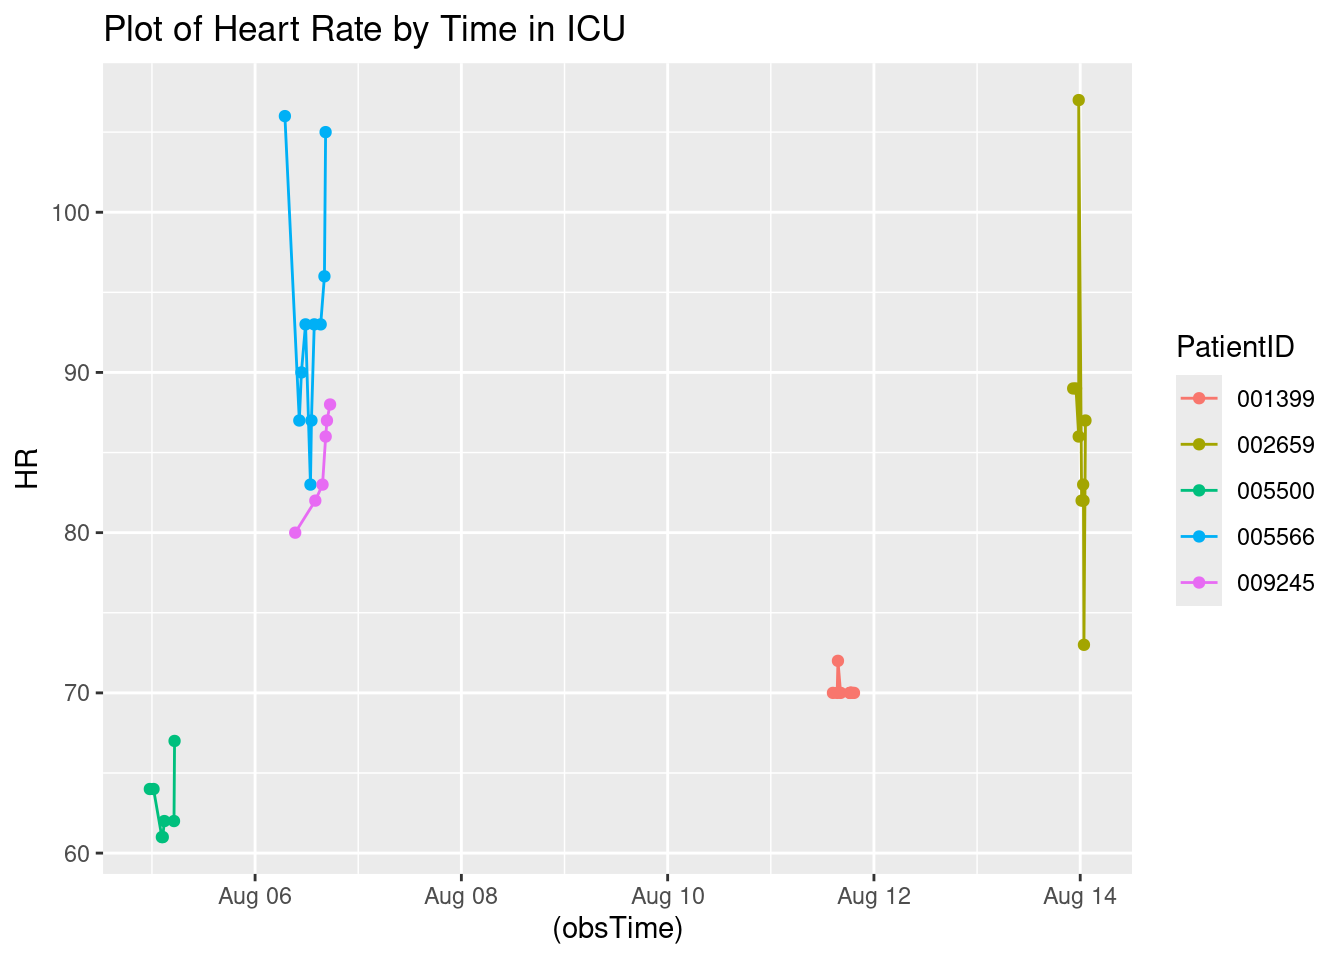 Plot of Heart Rate by Time in ICU
HR
100
90
80
70
60
Aug 06 Aug 08 Aug 10 Aug 12 Aug 14
(obsTime)
PatientID
001399
002659
005500
005566
009245